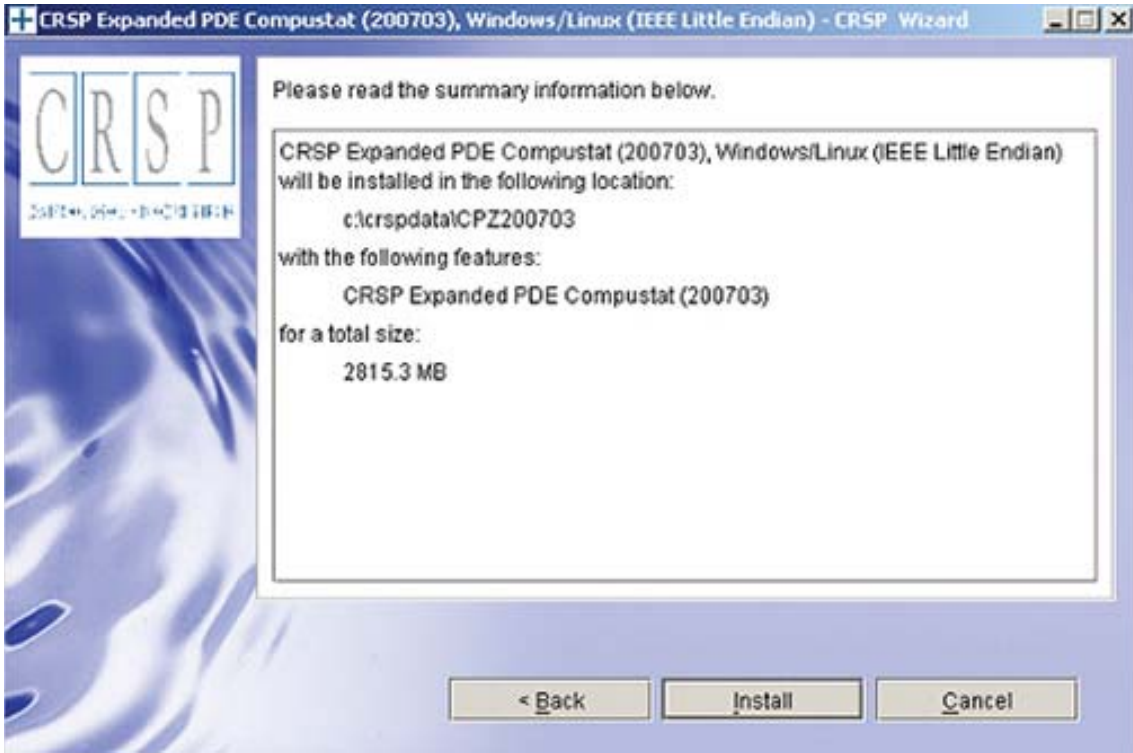 CRSP Expanded PDE Compustat (200703), Windows/Linux (IEEE Little Endian) - CRSP Wizard
CRSP
Please read the summary information below.
CRSP Expanded PDE Compustat (200703), Windows/Linux (IEEE Little Endian)
will be installed in the following location:
c:\crspdata\CPZ200703
with the following features:
CRSP Expanded PDE Compustat (200703)
for a total size:
2815.3 MB
< Back
Install
Cancel